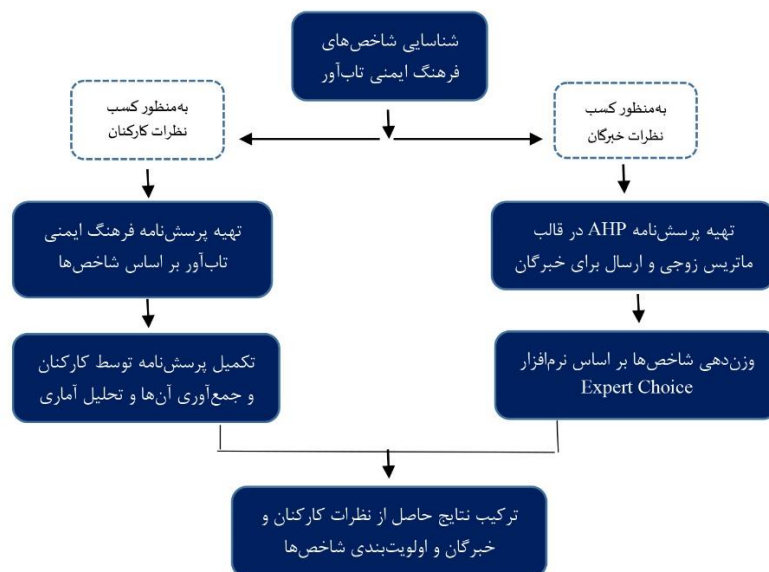 شناسایی شاخص‌های
فرهنگ ایمنی تاب‌آور
به‌منظور کسب
نظرات خبرگان
به‌منظور کسب
نظرات کارکنان
تهیه پرسش‌نامه AHP در قالب
ماتریس زوجی و ارسال برای خبرگان
تهیه پرسش‌نامه فرهنگ ایمنی
تاب‌آور بر اساس شاخص‌ها
وزن‌دهی شاخص‌ها بر اساس نرم‌افزار
Expert Choice
تکمیل پرسش‌نامه توسط کارکنان
و جمع‌آوری آن‌ها و تحلیل آماری
ترکیب نتایج حاصل از نظرات کارکنان و
خبرگان و اولویت‌بندی شاخص‌ها